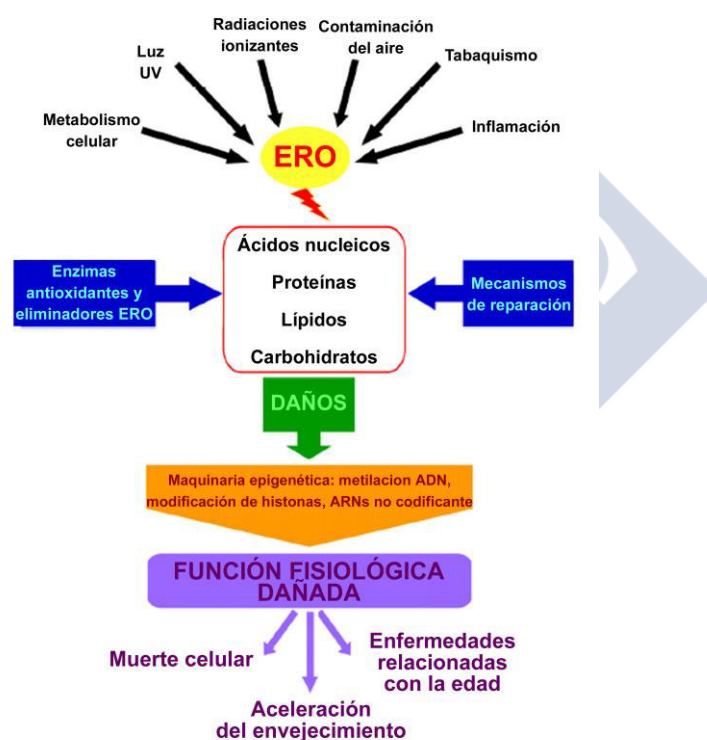 Radiaciones
ionizantes
Contaminación
del aire
Luz
UV
Tabaquismo
Metabolismo
celular
Inflamación
ERO
Ácidos nucleicos
Proteínas
Lípidos
Carbohidratos
Enzimas
antioxidantes y
eliminadores ERO
Mecanismos
de reparación
DAÑOS
Maquinaria epigenética: metilacion ADN,
modificación de histonas, ARNs no codificante
FUNCIÓN FISIOLÓGICA
DAÑADA
Muerte celular
Aceleración
del envejecimiento
Enfermedades
relacionadas
con la edad